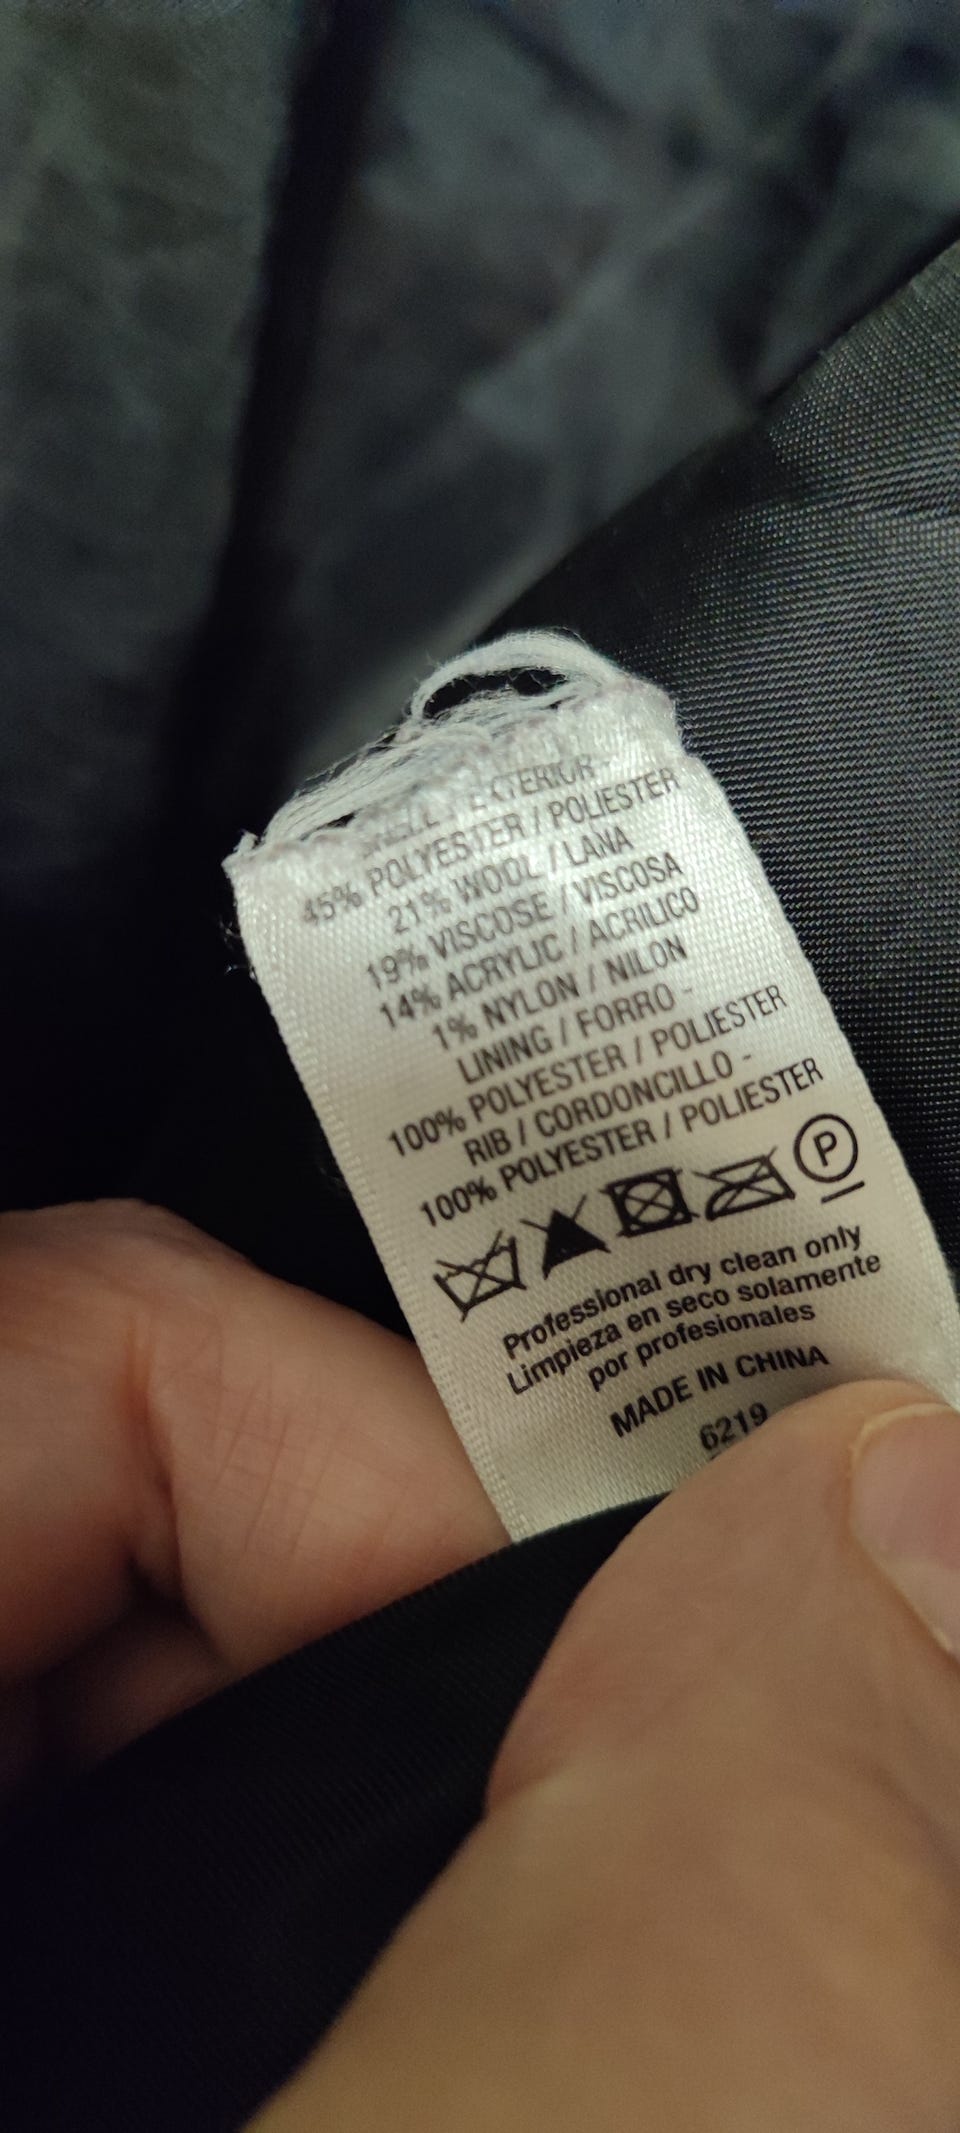 EXTERIOR
45% POLYESTER / POLIESTER
21% WOOL / LANA
19% VISCOSE / VISCOSA
14% ACRYLIC / ACRILICO
1% NYLON / NILON
LINING / FORRO -
100% POLYESTER / POLIESTER
RIB / CORDONCILLO -
100% POLYESTER / POLIESTER
P
Professional dry clean only
Limpieza en seco solamente
por profesionales
MADE IN CHINA
6219